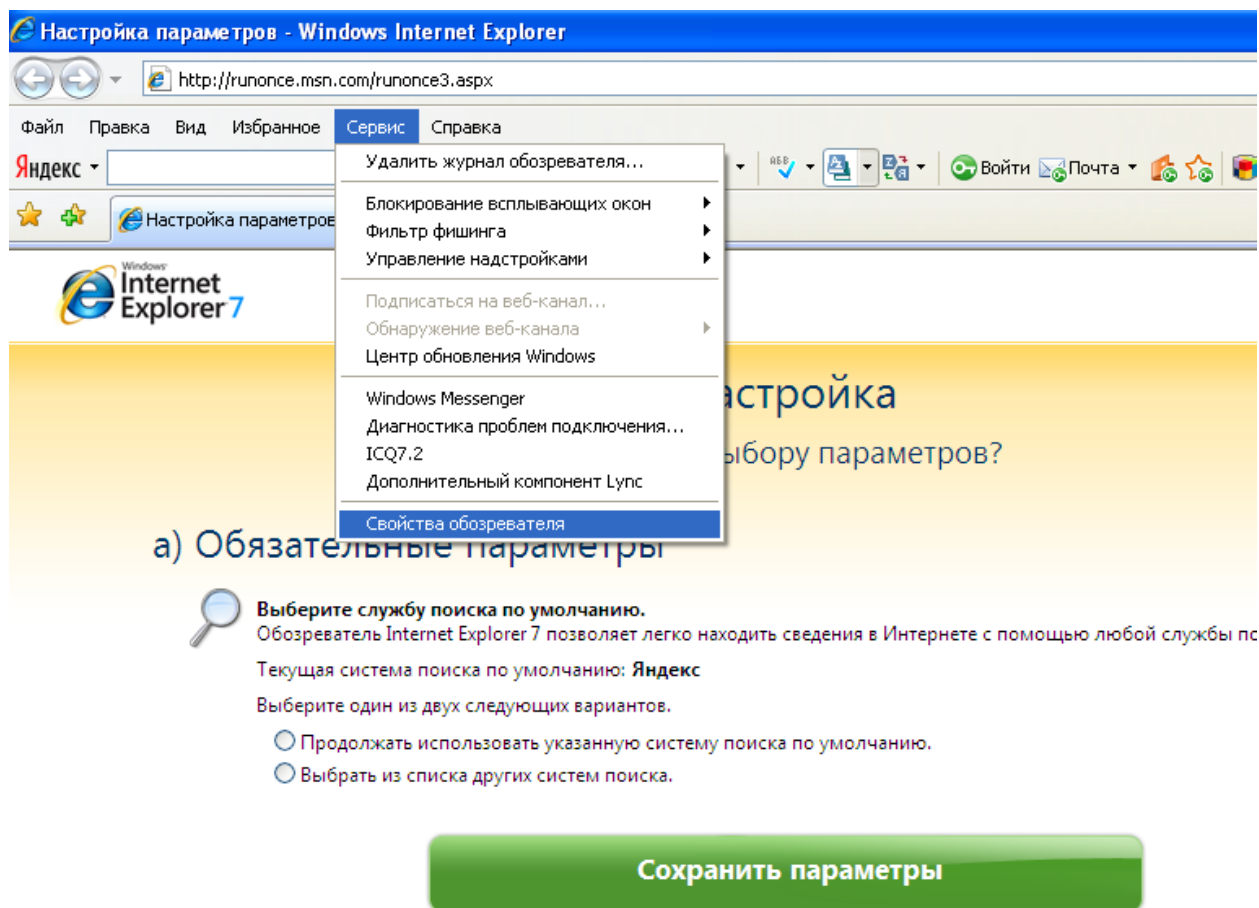 Настройка параметров - Windows Internet Explorer
http://runonce.msn.com/runonce3.aspx
Файл Правка Вид Избранное Сервис Справка
Яндекс
Войти Почта
Настройка параметров
Удалить журнал обозревателя...
Блокирование всплывающих окон
Фильтр фишинга
Управление надстройками
Подписаться на веб-канал...
Обнаружение веб-канала
Центр обновления Windows
Windows Messenger
Диагностика проблем подключения...
ICQ7.2
Дополнительный компонент Lync
Свойства обозревателя
Windows
Internet
Explorer 7
астройка
ыбору параметров?
а) Обязательные параметры
Выберите службу поиска по умолчанию.
Обозреватель Internet Explorer 7 позволяет легко находить сведения в Интернете с помощью любой службы по
Текущая система поиска по умолчанию: Яндекс
Выберите один из двух следующих вариантов.
Продолжать использовать указанную систему поиска по умолчанию.
Выбрать из списка других систем поиска.
Сохранить параметры